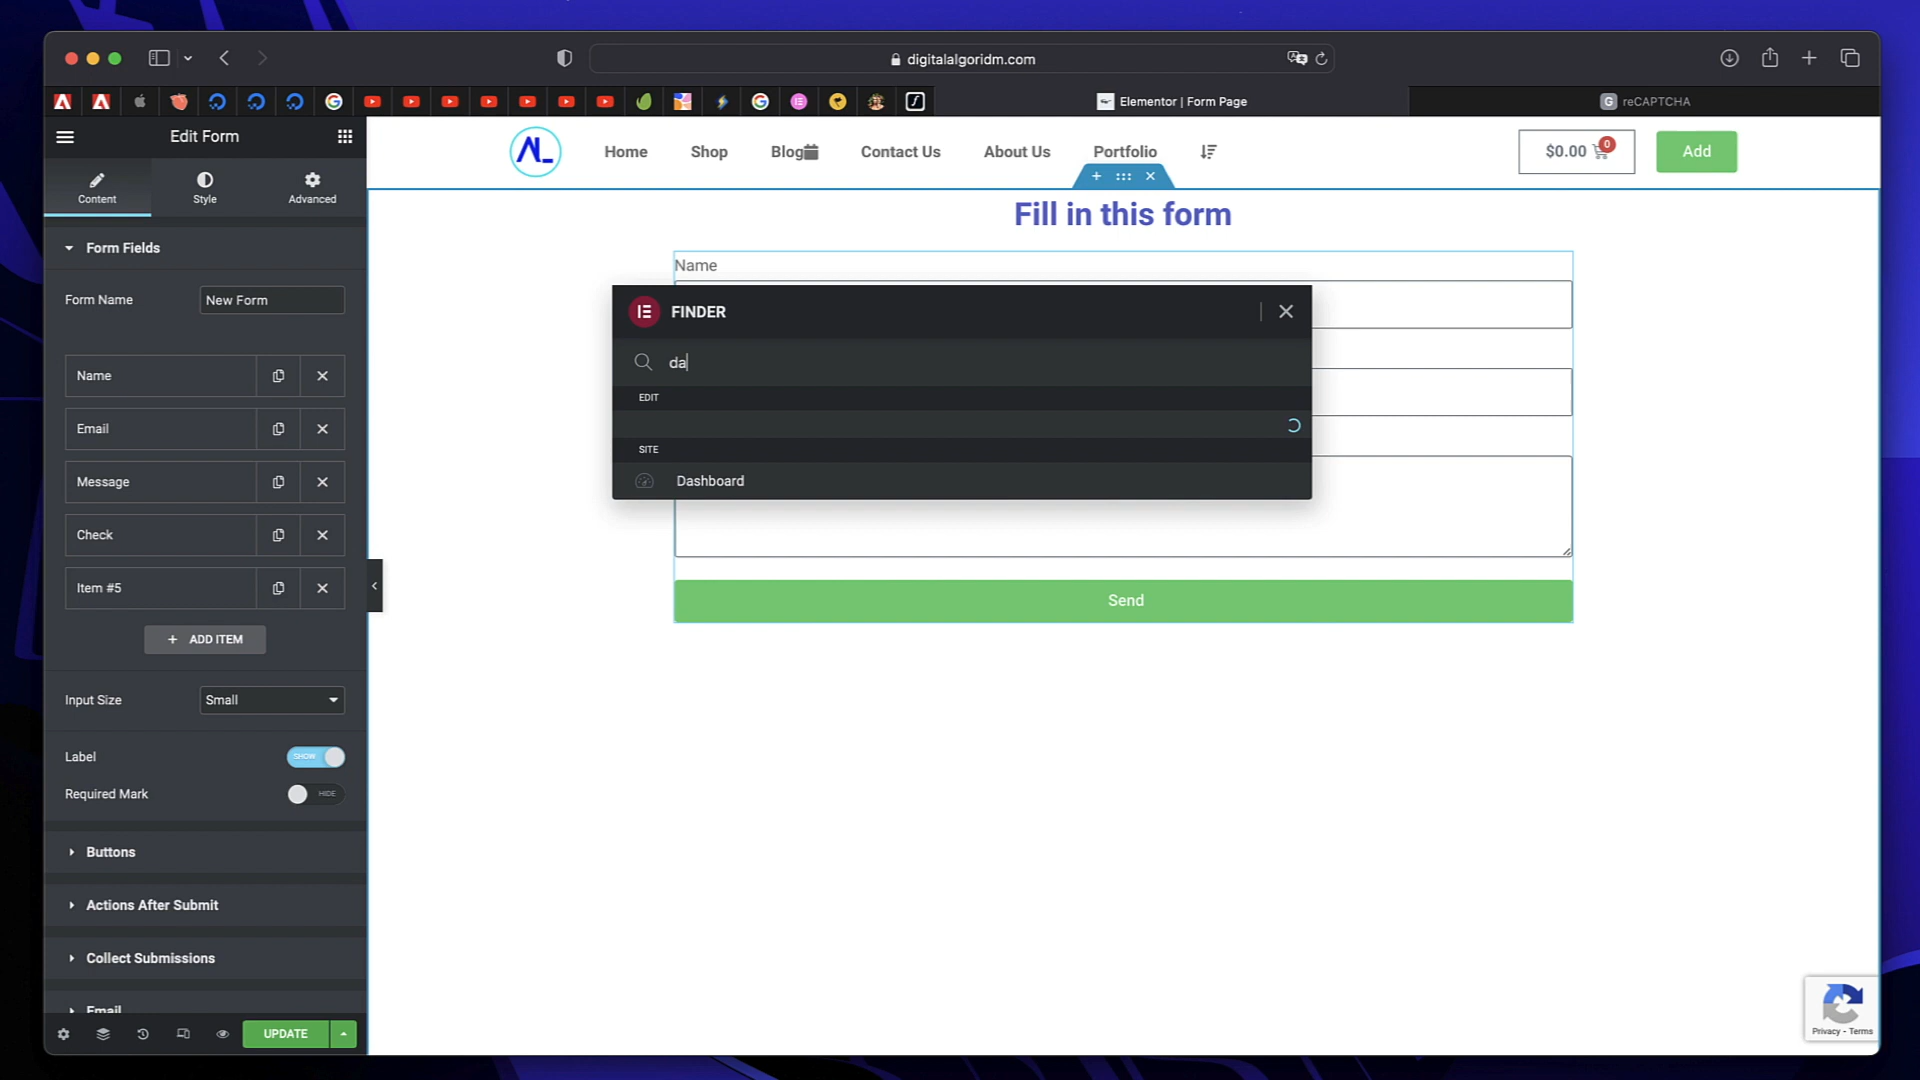 digitalalgoridm.com
Elementor | Form Page
G reCAPTCHA
Edit Form
Content
Style
Advanced
Form Fields
Form Name
New Form
Name
Email
Message
Check
Item #5
+ ADD ITEM
Input Size
Small
Label
SHOW
Required Mark
HIDE
Buttons
Actions After Submit
Collect Submissions
Email
UPDATE
AL
Home
Shop
Blog
Contact Us
About Us
Portfolio
$0.00
0
Add
Fill in this form
Name
FINDER
da
EDIT
SITE
Dashboard
Send
Privacy - Terms